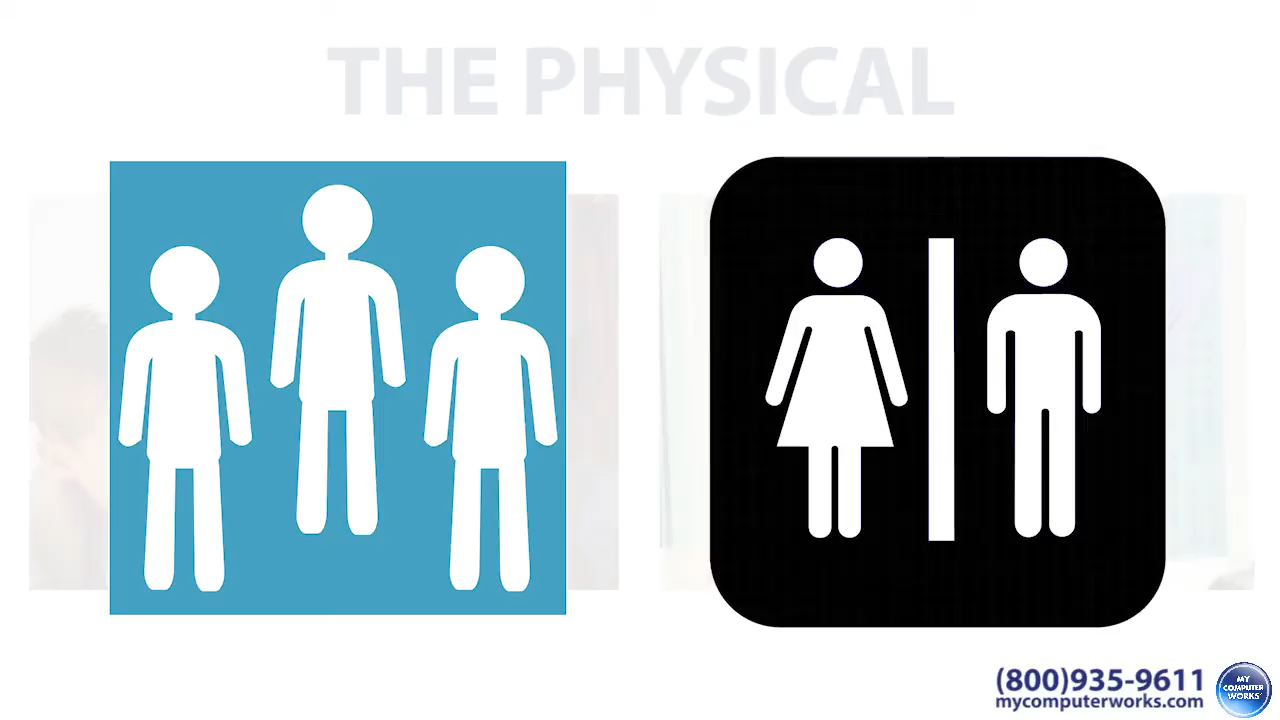 THE PHYSICAL
(800)935-9611
mycomputerworks.com
MY
COMPUTER
WORKS